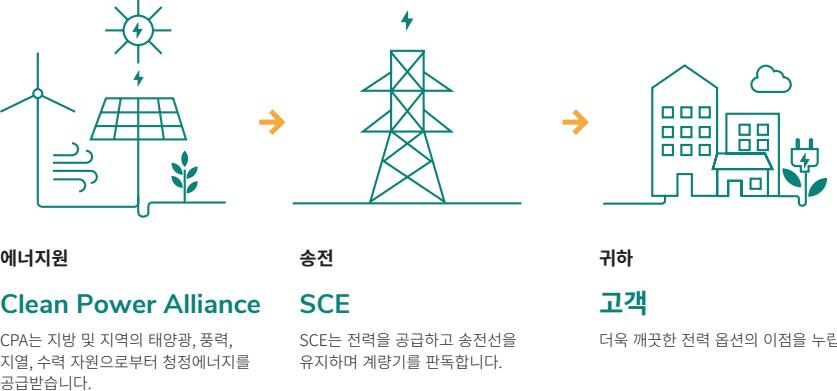 에너지원
Clean Power Alliance
CPA는 지방 및 지역의 태양광, 풍력,
지열, 수력 자원으로부터 청정에너지를
공급받습니다.
송전
SCE
SCE는 전력을 공급하고 송전선을
유지하며 계량기를 판독합니다.
귀하
고객
더욱 깨끗한 전력 옵션의 이점을 누립